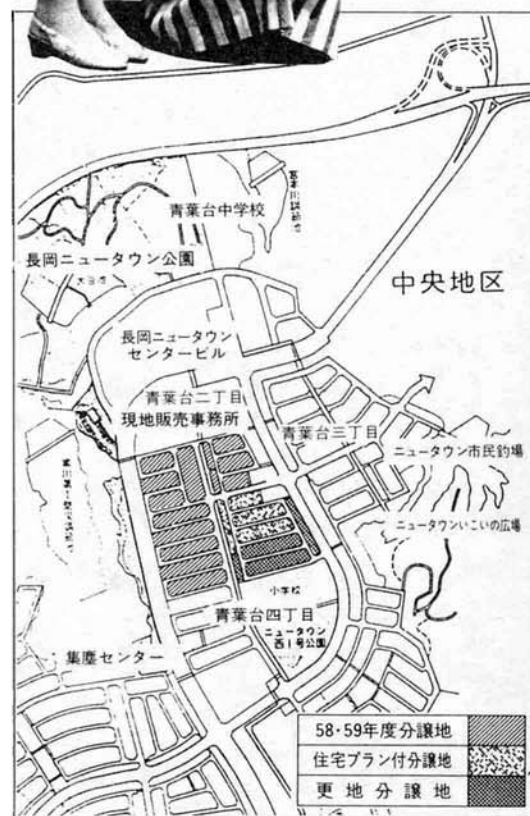 青葉台中学校
長岡ニュータウン公園
中央地区
長岡ニュータウン
センタービル
青葉台二丁目
現地販売事務所
青葉台三丁目
ニュータウン市民釣場
ニュータウンいこいの広場
小学校
青葉台四丁目
ニュータウン
西1号公園
集塵センター
58・59年度分譲地
住宅プラン付分譲地
更地分譲地